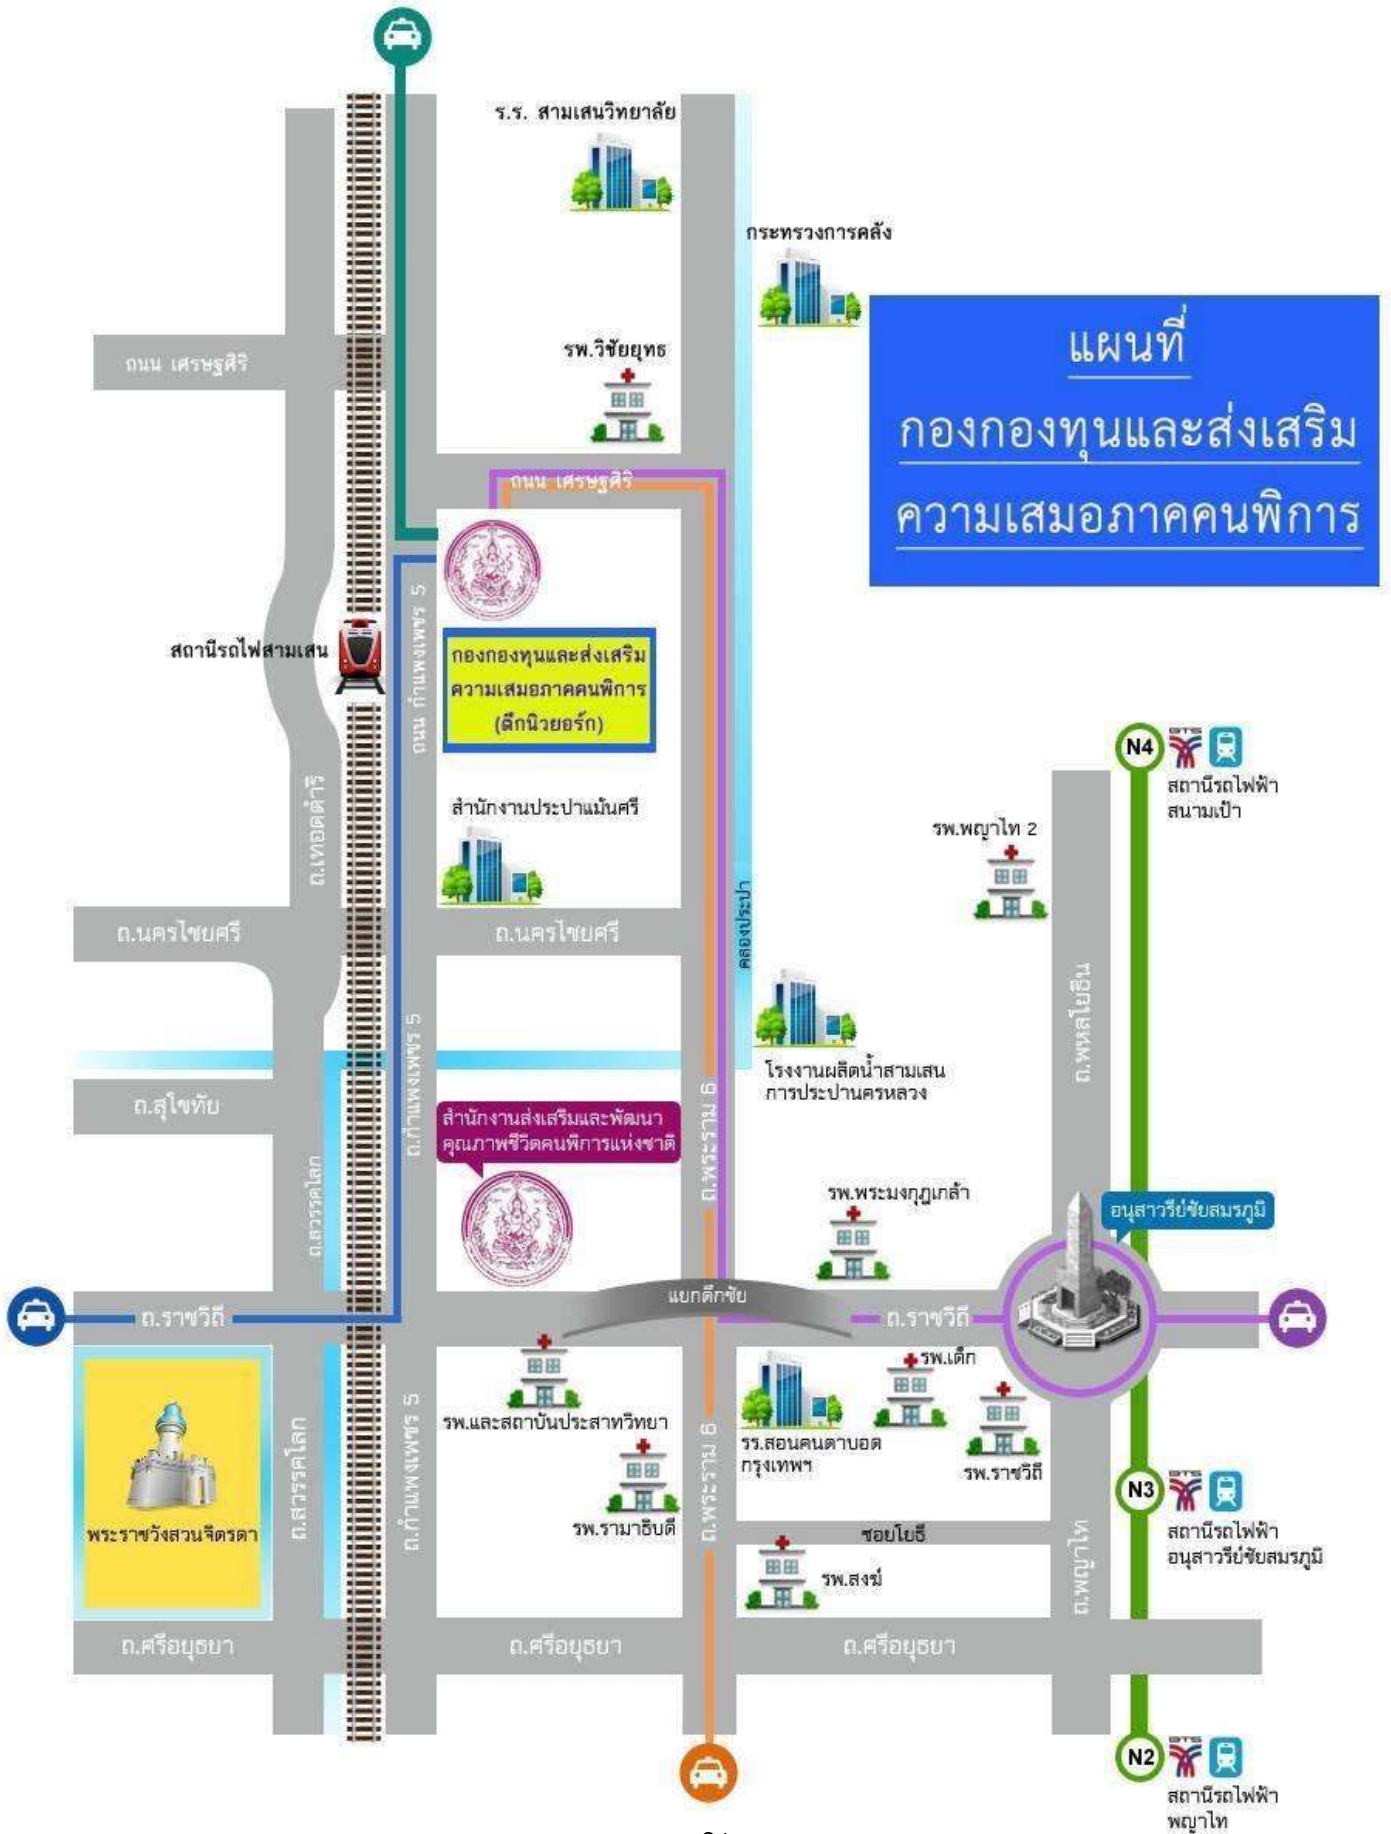 ร.ร. สามเสนวิทยาลัย
กระทรวงการคลัง
แผนที่
กองกองทุนและส่งเสริม
ความเสมอภาคคนพิการ
รพ.วิชัยยุทธ
ถนน เศรษฐศิริ
ถนน เศรษฐศิริ
ถนน กำแพงเพชร 5
สถานีรถไฟสามเสน
กองกองทุนและส่งเสริม
ความเสมอภาคคนพิการ
(ตึกนิวยอร์ก)
N4
BTS
สถานีรถไฟฟ้า
สนามเป้า
ถ.เทอดดำริ
สำนักงานประปาแม้นศรี
รพ.พญาไท 2
คลองประปา
ถ.นครไชยศรี
ถ.นครไชยศรี
ถ.พหลโยธิน
ถ.กำแพงเพชร 5
โรงงานผลิตน้ำสามเสน
การประปานครหลวง
ถ.สุโขทัย
สำนักงานส่งเสริมและพัฒนา
คุณภาพชีวิตคนพิการแห่งชาติ
ถ.พระราม 6
ถ.สวรรคโลก
รพ.พระมงกุฎเกล้า
อนุสาวรีย์ชัยสมรภูมิ
แยกตึกชัย
ถ.ราชวิถี
ถ.ราชวิถี
รพ.เด็ก
รพ.และสถาบันประสาทวิทยา
รร.สอนคนตาบอด
กรุงเทพฯ
รพ.ราชวิถี
ถ.สวรรคโลก
ถ.กำแพงเพชร 5
ถ.พระราม 6
N3
BTS
สถานีรถไฟฟ้า
อนุสาวรีย์ชัยสมรภูมิ
พระราชวังสวนจิตรดา
รพ.รามาธิบดี
ซอยโยธี
รพ.สงฆ์
ถ.พญาไท
ถ.ศรีอยุธยา
ถ.ศรีอยุธยา
ถ.ศรีอยุธยา
N2
BTS
สถานีรถไฟฟ้า
พญาไท